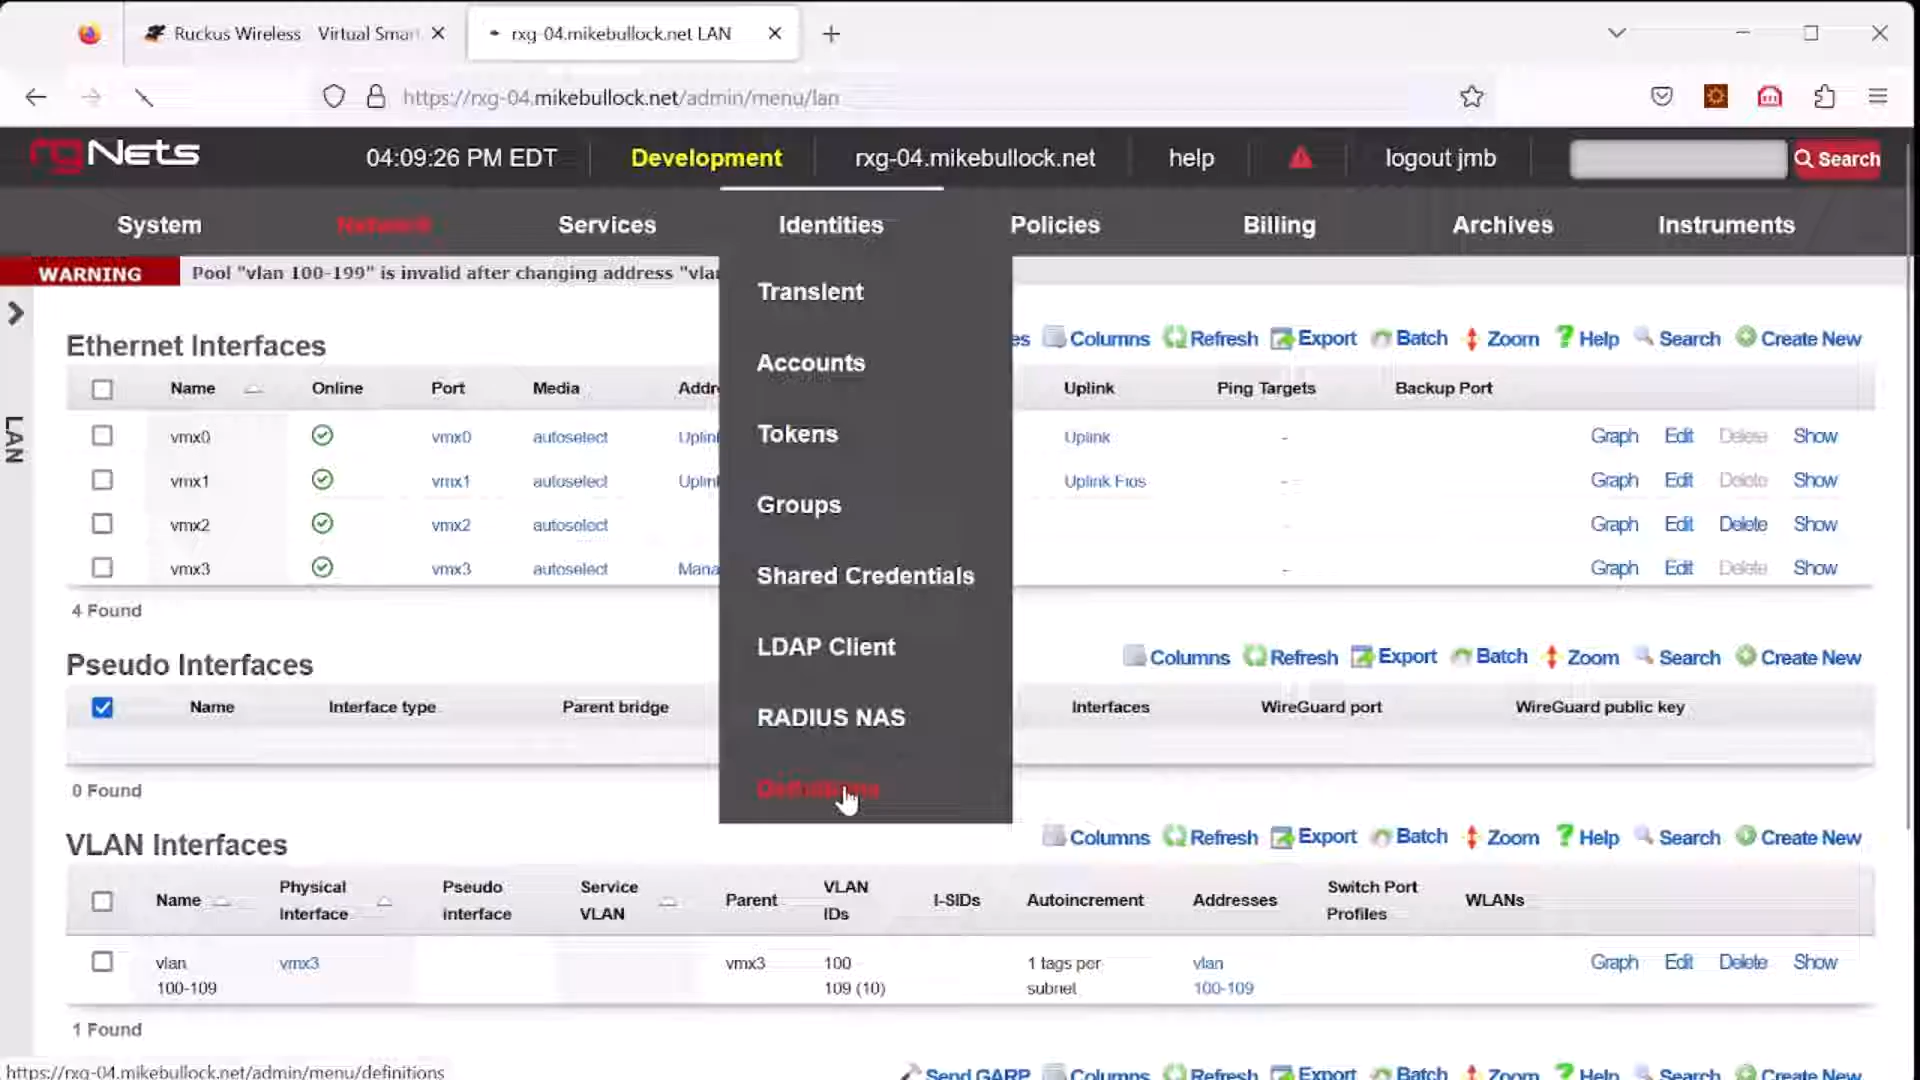 Ruckus Wireless Virtual Smar
rxg-04.mikebullock.net LAN
https://rxg-04.mikebullock.net/admin/menu/lan
rgNets
04:09:26 PM EDT
Development
rxg-04.mikebullock.net
help
logout jmb
Search
System
Network
Services
Identities
Policies
Billing
Archives
Instruments
WARNING
Pool "vlan 100-199" is invalid after changing address "vlan
Transient
Accounts
Tokens
Groups
Shared Credentials
LDAP Client
RADIUS NAS
Definitions
LAN
Ethernet Interfaces
es Columns Refresh Export Batch Zoom Help Search Create New
Name Online Port Media Addr Uplink Ping Targets Backup Port
vmx0 vmx0 autoselect Uplin Uplink - Graph Edit Delete Show
vmx1 vmx1 autoselect Uplin Uplink Fios - Graph Edit Delete Show
vmx2 vmx2 autoselect - Graph Edit Delete Show
vmx3 vmx3 autoselect Mana - Graph Edit Delete Show
4 Found
Pseudo Interfaces
Columns Refresh Export Batch Zoom Search Create New
Name Interface type Parent bridge Interfaces WireGuard port WireGuard public key
0 Found
VLAN Interfaces
Columns Refresh Export Batch Zoom Help Search Create New
Name Physical Interface Pseudo interface Service VLAN Parent VLAN IDs I-SIDs Autoincrement Addresses Switch Port Profiles WLANs
vlan 100-109 vmx3 vmx3 100 109 (10) 1 tags per subnet vlan 100-109 Graph Edit Delete Show
1 Found
Send GARP Columns Refresh Export Batch Zoom Help Search Create New
https://rxg-04.mikebullock.net/admin/menu/definitions